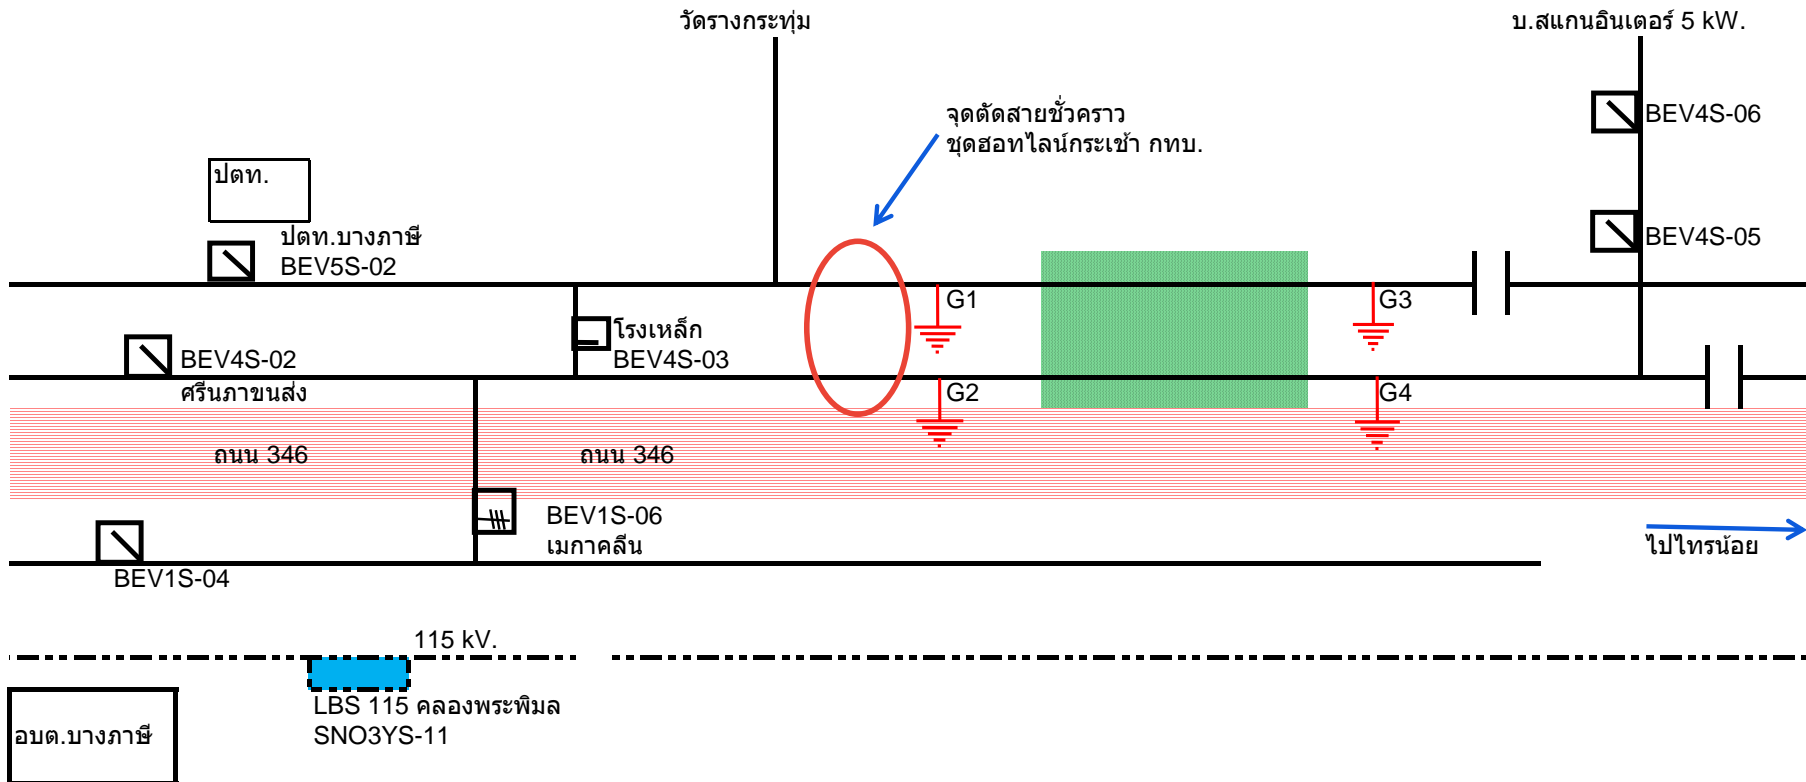 วัดรางกระทุ่ม
บ.สแกนอินเตอร์ 5 kW.
จุดตัดสายชั่วคราว
ชุดฮอทไลน์กระเช้า กทบ.
BEV4S-06
ปตท.
ปตท.บางภาษี
BEV5S-02
BEV4S-05
G1
G3
โรงเหล็ก
BEV4S-03
BEV4S-02
ศรีนภาขนส่ง
G2
G4
ถนน 346
ถนน 346
BEV1S-06
เมกาคลีน
ไปไทรน้อย
BEV1S-04
115 kV.
LBS 115 คลองพระพิมล
SNO3YS-11
อบต.บางภาษี